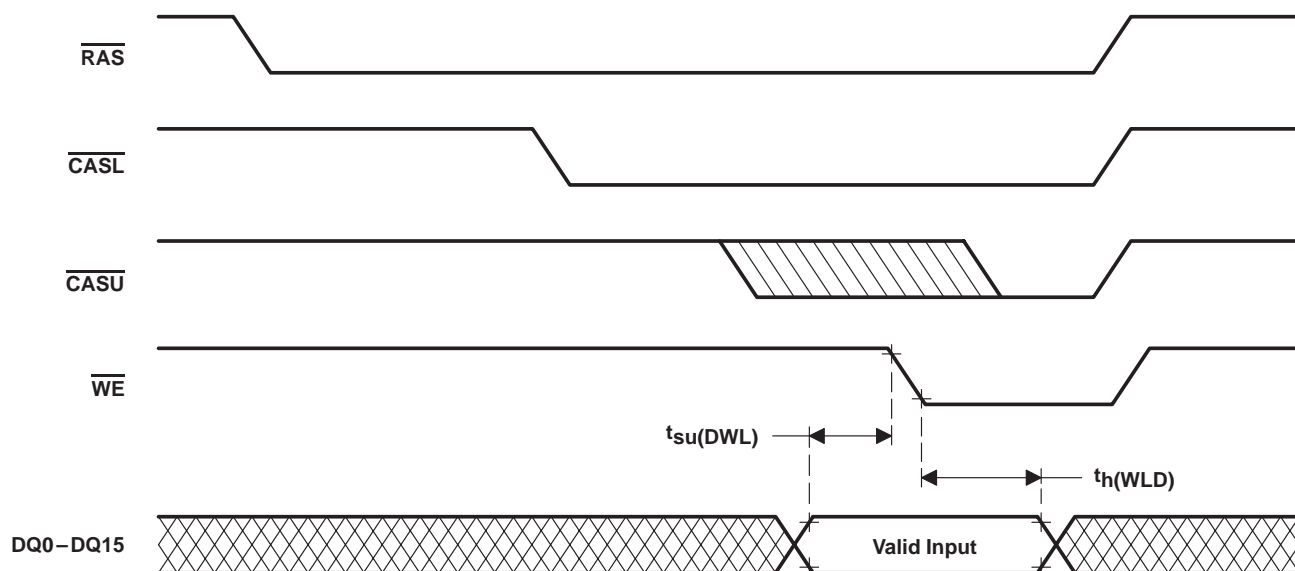 RAS
CASL
CASU
WE
tsu(DWL)
th(WLD)
DQ0–DQ15
Valid Input